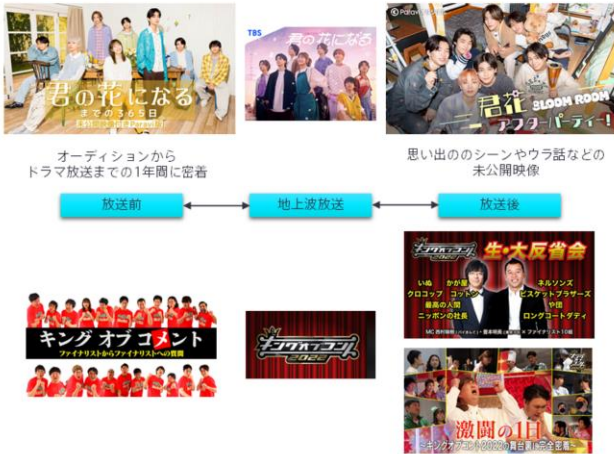 君の花になる
までの365日
TBS
君の花になる
Paravi
君花
BLOOM ROOM
アフターパーティー!
オーディションから
ドラマ放送までの1年間に密着
思い出ののシーンやウラ話などの
未公開映像
放送前
地上波放送
放送後
キングオブコメント
ファイナリストからファイナリストへの質問
キングオブコント
2022
キングオブコント
2022
生・大反省会
いぬ かが屋
クロコップ コットン
最高の人間
ニッポンの社長
ネルソンズ
ビスケットブラザーズ
や団
ロングコートダディ
激闘の1日
~キングオブコント2022の舞台裏に完全密着~